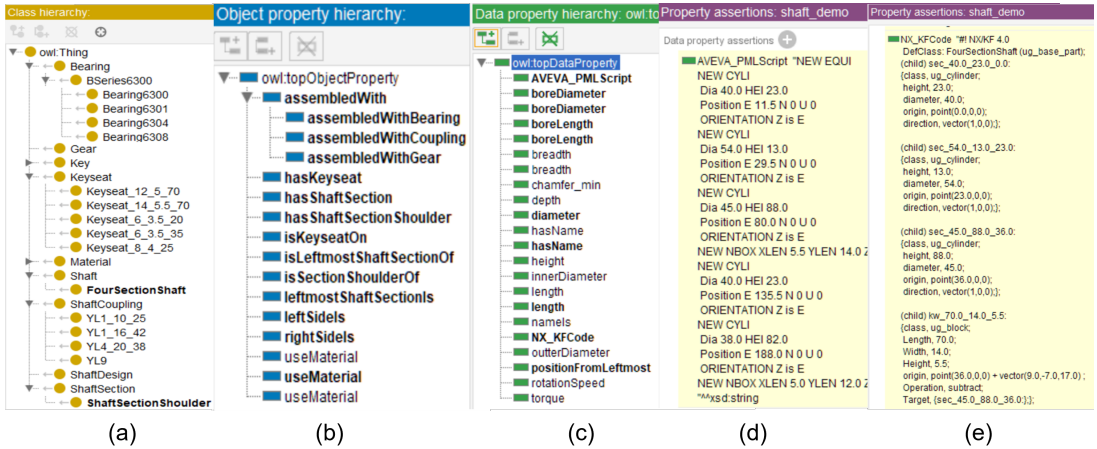 Class hierarchy:
owl:Thing
Bearing
BSeries6300
Bearing6300
Bearing6301
Bearing6304
Bearing6308
Gear
Key
Keyseat
Keyseat_12_5_70
Keyseat_14_5.5_70
Keyseat_6_3.5_20
Keyseat_6_3.5_35
Keyseat_8_4_25
Material
Shaft
FourSectionShaft
ShaftCoupling
YL1_10_25
YL1_16_42
YL4_20_38
YL9
ShaftDesign
ShaftSection
ShaftSectionShoulder
(a)
Object property hierarchy:
owl:topObjectProperty
assembledWith
assembledWithBearing
assembledWithCoupling
assembledWithGear
hasKeyseat
hasShaftSection
hasShaftSectionShoulder
isKeyseatOn
isLeftmostShaftSectionOf
isSectionShoulderOf
leftmostShaftSectionIs
leftSideIs
rightSideIs
useMaterial
useMaterial
useMaterial
(b)
Data property hierarchy: owl:to
owl:topDataProperty
AVEVA_PMLScript
boreDiameter
boreDiameter
boreLength
boreLength
breadth
breadth
chamfer_min
depth
diameter
hasName
hasName
height
innerDiameter
length
length
nameIs
NX_KFCode
outterDiameter
positionFromLeftmost
rotationSpeed
torque
(c)
Property assertions: shaft_demo
Data property assertions
AVEVA_PMLScript "NEW EQUI
NEW CYLI
Dia 40.0 HEI 23.0
Position E 11.5 N 0 U 0
ORIENTATION Z is E
NEW CYLI
Dia 54.0 HEI 13.0
Position E 29.5 N 0 U 0
ORIENTATION Z is E
NEW CYLI
Dia 45.0 HEI 88.0
Position E 80.0 N 0 U 0
ORIENTATION Z is E
NEW NBOX XLEN 5.5 YLEN 14.0 Z
NEW CYLI
Dia 40.0 HEI 23.0
Position E 135.5 N 0 U 0
ORIENTATION Z is E
NEW CYLI
Dia 38.0 HEI 82.0
Position E 188.0 N 0 U 0
ORIENTATION Z is E
NEW NBOX XLEN 5.0 YLEN 12.0 Z
"^^xsd:string
(d)
Property assertions: shaft_demo
NX_KFCode "#! NX/KF 4.0
DefClass: FourSectionShaft (ug_base_part);
(child) sec_40.0_23.0_0.0:
{class, ug_cylinder;
height, 23.0;
diameter, 40.0;
origin, point(0.0,0,0);
direction, vector(1,0,0);};
(child) sec_54.0_13.0_23.0:
{class, ug_cylinder;
height, 13.0;
diameter, 54.0;
origin, point(23.0,0,0);
direction, vector(1,0,0);};
(child) sec_45.0_88.0_36.0:
{class, ug_cylinder;
height, 88.0;
diameter, 45.0;
origin, point(36.0,0,0);
direction, vector(1,0,0);};
(child) kw_70.0_14.0_5.5:
{class, ug_block;
Length, 70.0;
Width, 14.0;
Height, 5.5;
origin, point(36.0,0,0) + vector(9.0,-7.0,17.0) ;
Operation, subtract;
Target, {sec_45.0_88.0_36.0:};};
(e)